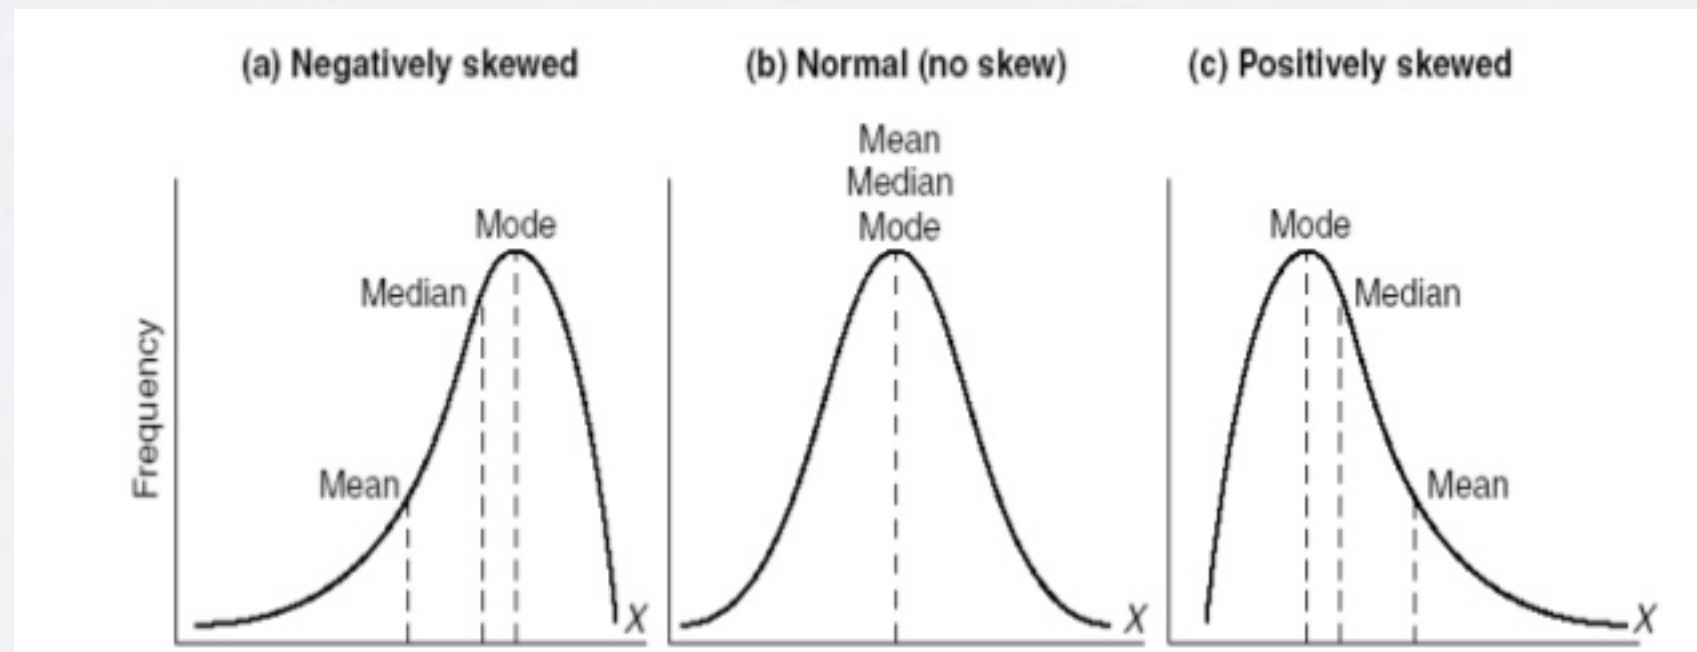 (a) Negatively skewed
(b) Normal (no skew)
(c) Positively skewed
Frequency
Mode
Median
Mean
X
Mean
Median
Mode
X
Mode
Median
Mean
X